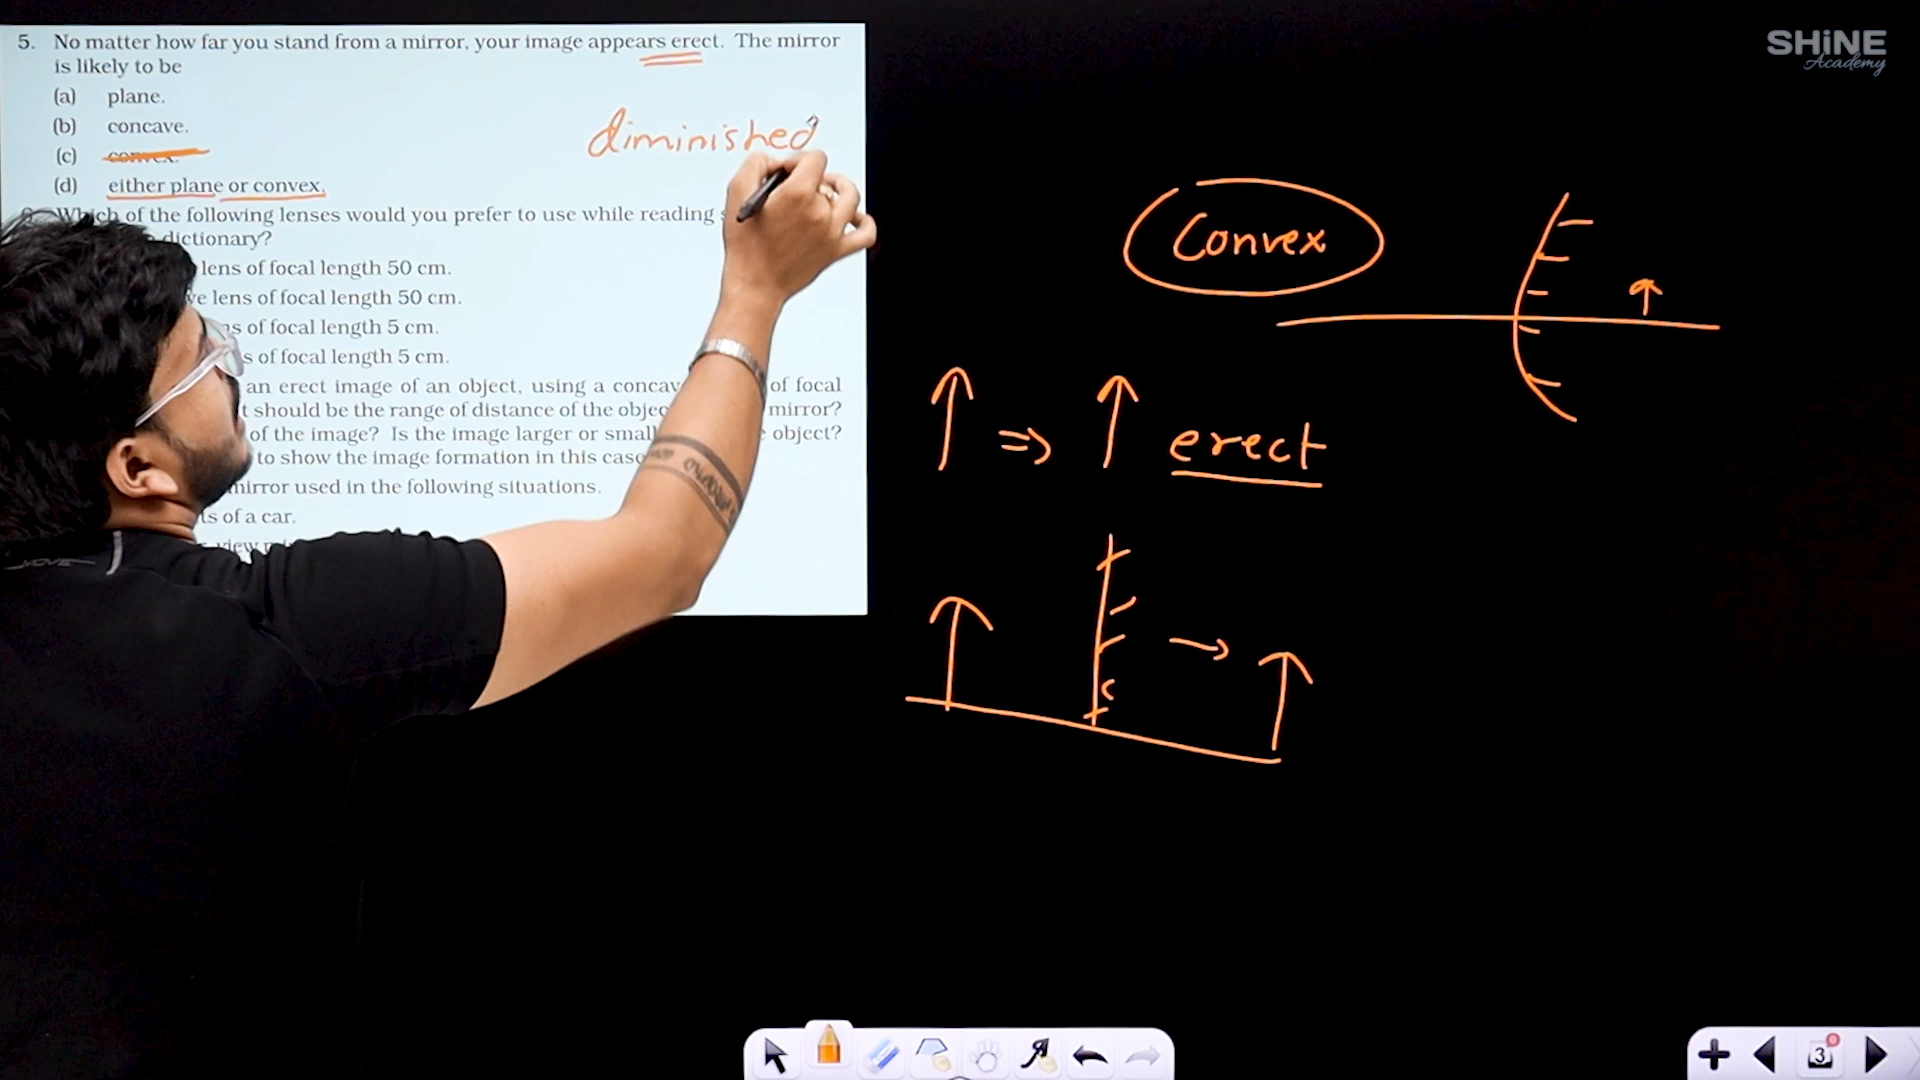 5. No matter how far you stand from a mirror, your image appears erect. The mirror
is likely to be
(a) plane.
(b) concave.
(c) convex.
(d) either plane or convex.
Which of the following lenses would you prefer to use while reading
dictionary?
lens of focal length 50 cm.
lens of focal length 50 cm.
of focal length 5 cm.
of focal length 5 cm.
an erect image of an object, using a of focal
should be the range of distance of the mirror?
of the image? Is the image larger or object?
to show the image formation in this case
mirror used in the following situations.
of a car.
view
diminished
SHiNE
Academy
Convex
⇒ erect
MOVE
3